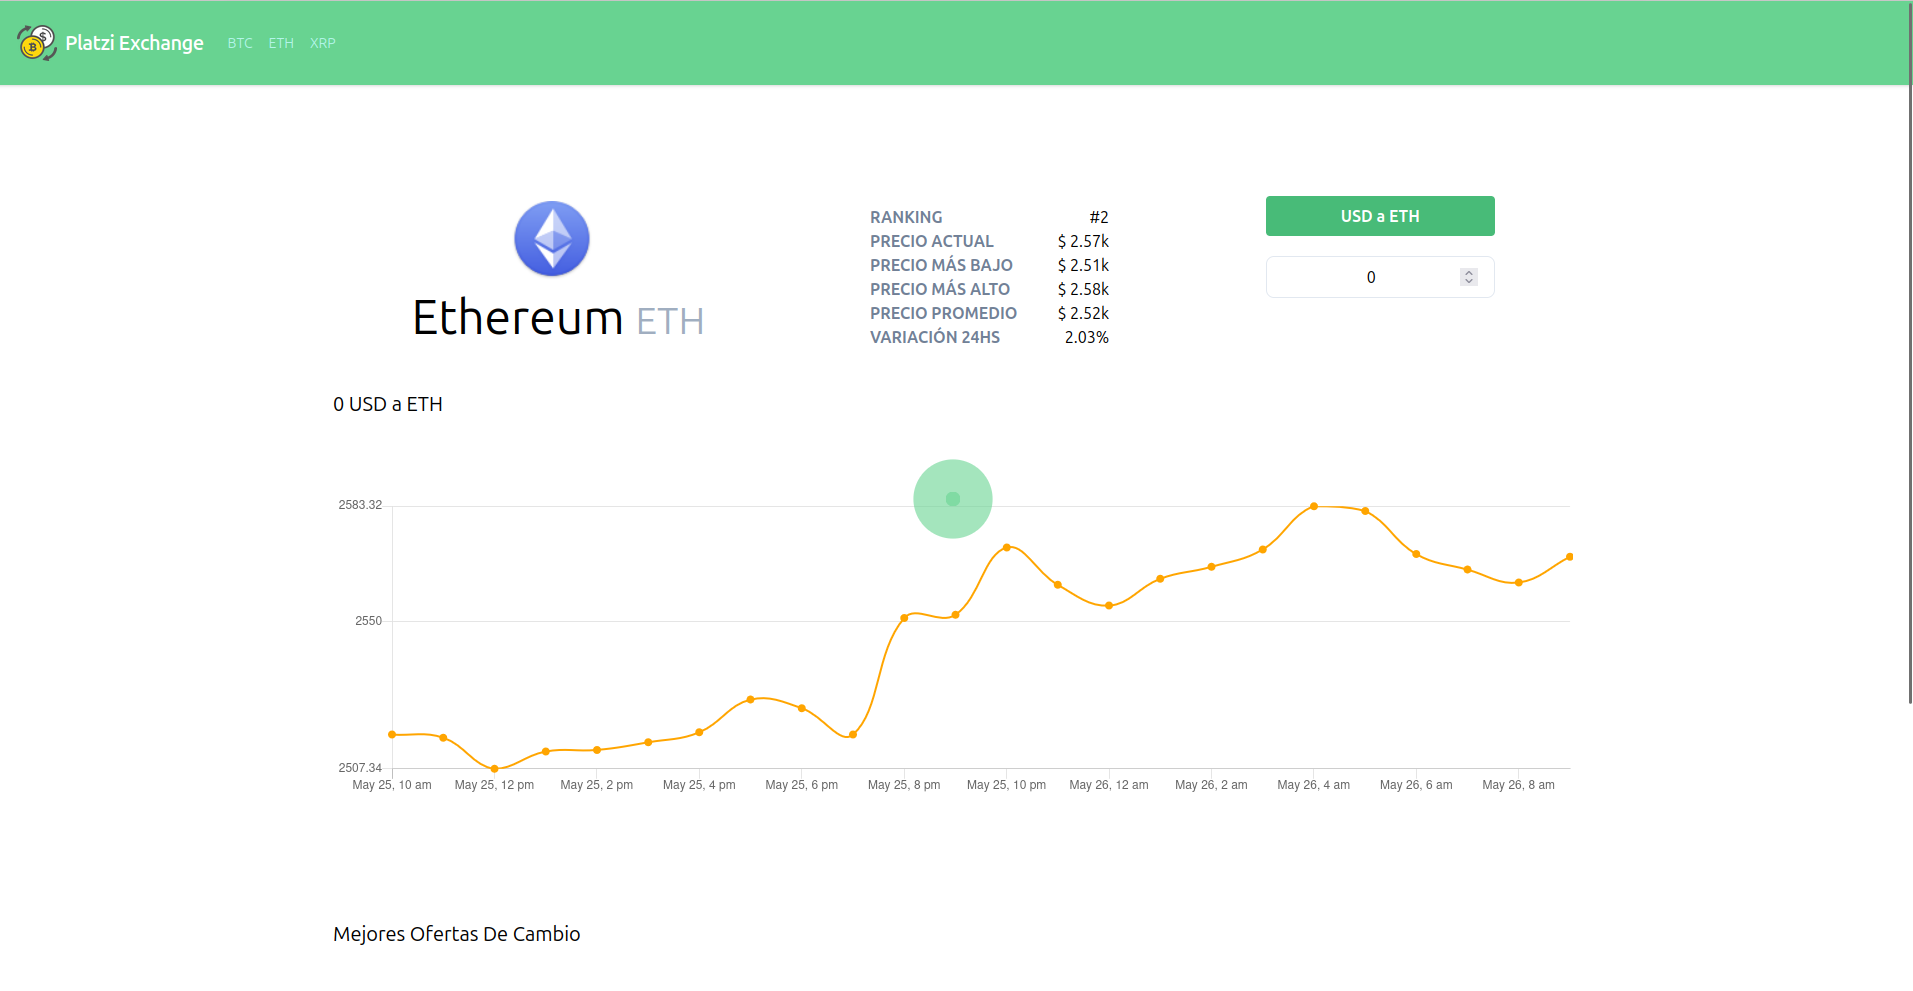 Platzi Exchange BTC ETH XRP
Ethereum ETH
RANKING #2
PRECIO ACTUAL $ 2.57k
PRECIO MÁS BAJO $ 2.51k
PRECIO MÁS ALTO $ 2.58k
PRECIO PROMEDIO $ 2.52k
VARIACIÓN 24HS 2.03%
USD a ETH
0
0 USD a ETH
2583.32
2550
2507.34
May 25, 10 am May 25, 12 pm May 25, 2 pm May 25, 4 pm May 25, 6 pm May 25, 8 pm May 25, 10 pm May 26, 12 am May 26, 2 am May 26, 4 am May 26, 6 am May 26, 8 am
Mejores Ofertas De Cambio